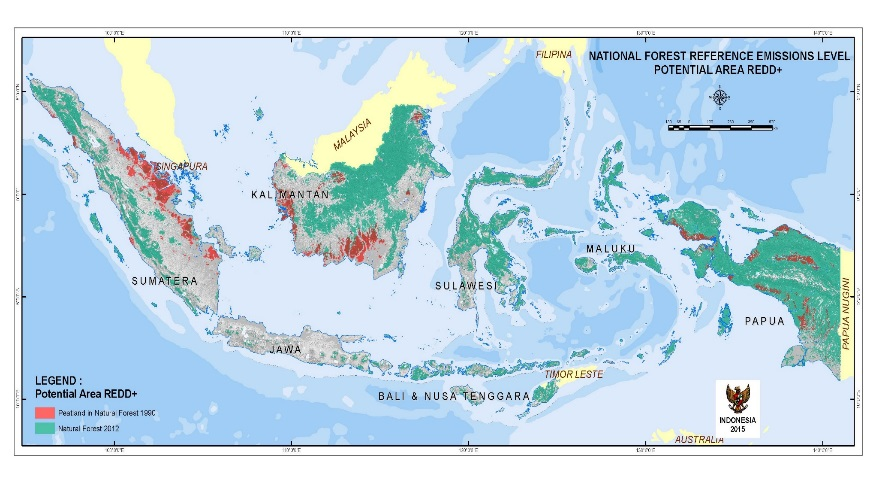 NATIONAL FOREST REFERENCE EMISSIONS LEVEL
POTENTIAL AREA REDD+
FILIPINA
MALAYSIA
SINGAPURA
KALIMANTAN
MALUKU
SUMATERA
SULAWESI
PAPUA
PAPUA NUGINI
JAWA
TIMOR LESTE
BALI & NUSA TENGGARA
AUSTRALIA
LEGEND :
Potential Area REDD+
Peatland in Natural Forest 1990
Natural Forest 2012
INDONESIA
2015